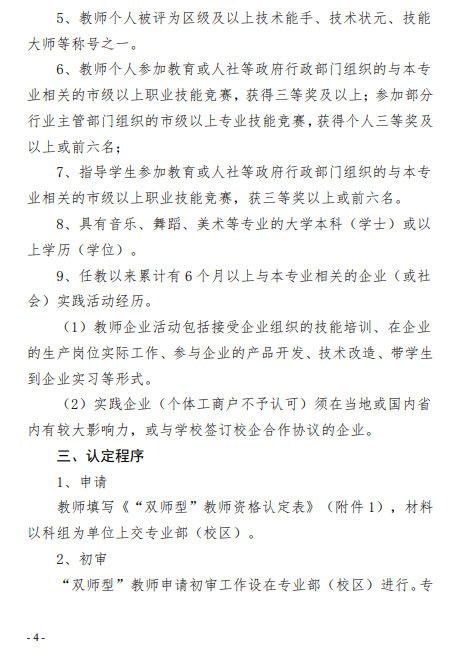 5、教师个人被评为区级及以上技术能手、技术状元、技能
大师等称号之一。
6、教师个人参加教育或人社等政府行政部门组织的与本专
业相关的市级以上职业技能竞赛，获得三等奖及以上；参加部分
行业主管部门组织的市级以上专业技能竞赛，获得个人三等奖及
以上或前六名；
7、指导学生参加教育或人社等政府行政部门组织的与本专
业相关的市级以上职业技能竞赛，获三等奖以上或前六名。
8、具有音乐、舞蹈、美术等专业的大学本科（学士）或以
上学历（学位）。
9、任教以来累计有 6 个月以上与本专业相关的企业（或社
会）实践活动经历。
（1）教师企业活动包括接受企业组织的技能培训、在企业
的生产岗位实际工作、参与企业的产品开发、技术改造、带学生
到企业实习等形式。
（2）实践企业（个体工商户不予认可）须在当地或国内省
内有较大影响力，或与学校签订校企合作协议的企业。
三、认定程序
1、申请
教师填写《“双师型”教师资格认定表》（附件 1），材料
以科组为单位上交专业部（校区）。
2、初审
“双师型”教师申请初审工作设在专业部（校区）进行。专
- 4 -